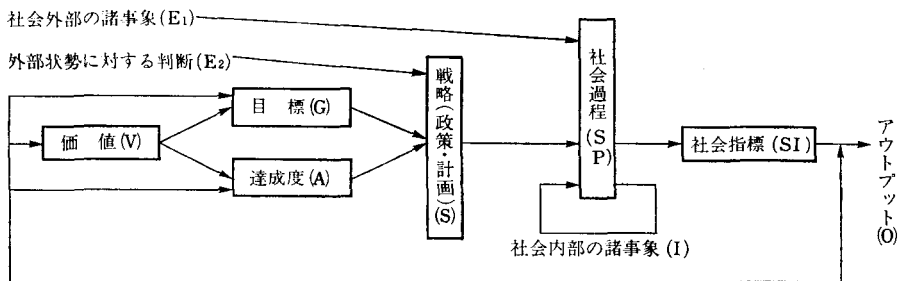 社会外部の諸事象(E₁)
外部状勢に対する判断(E₂)
価値(V)
目標(G)
達成度(A)
戦略(政策・計画)(S)
社会過程(SP)
社会内部の諸事象(I)
社会指標(SI)
アウトプット(O)